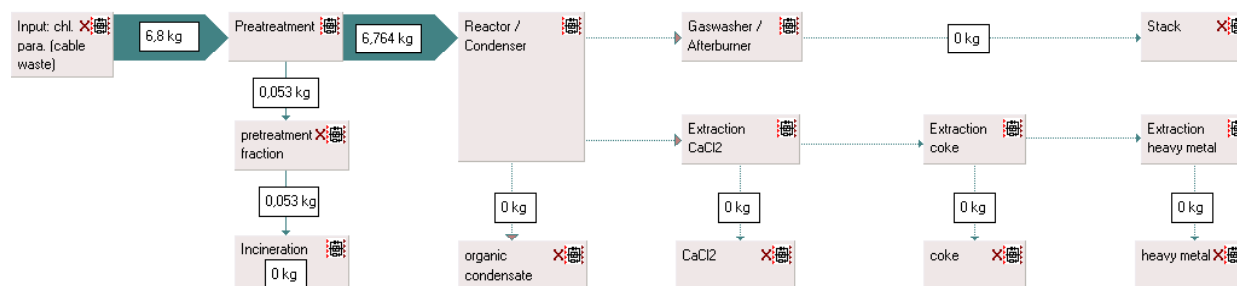 Input: chl.
para. (cable
waste)
6,8 kg
Pretreatment
6,764 kg
Reactor /
Condenser
Gaswasher /
Afterburner
0 kg
Stack
0,053 kg
pretreatment
fraction
Extraction
CaCl2
Extraction
coke
Extraction
heavy metal
0,053 kg
0 kg
0 kg
0 kg
0 kg
Incineration
0 kg
organic
condensate
CaCl2
coke
heavy metal